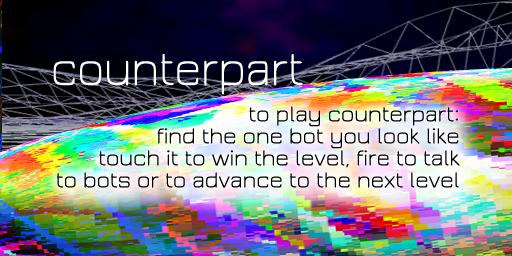 counterpart
to play counterpart:
find the one bot you look like
touch it to win the level, fire to talk
to bots or to advance to the next level